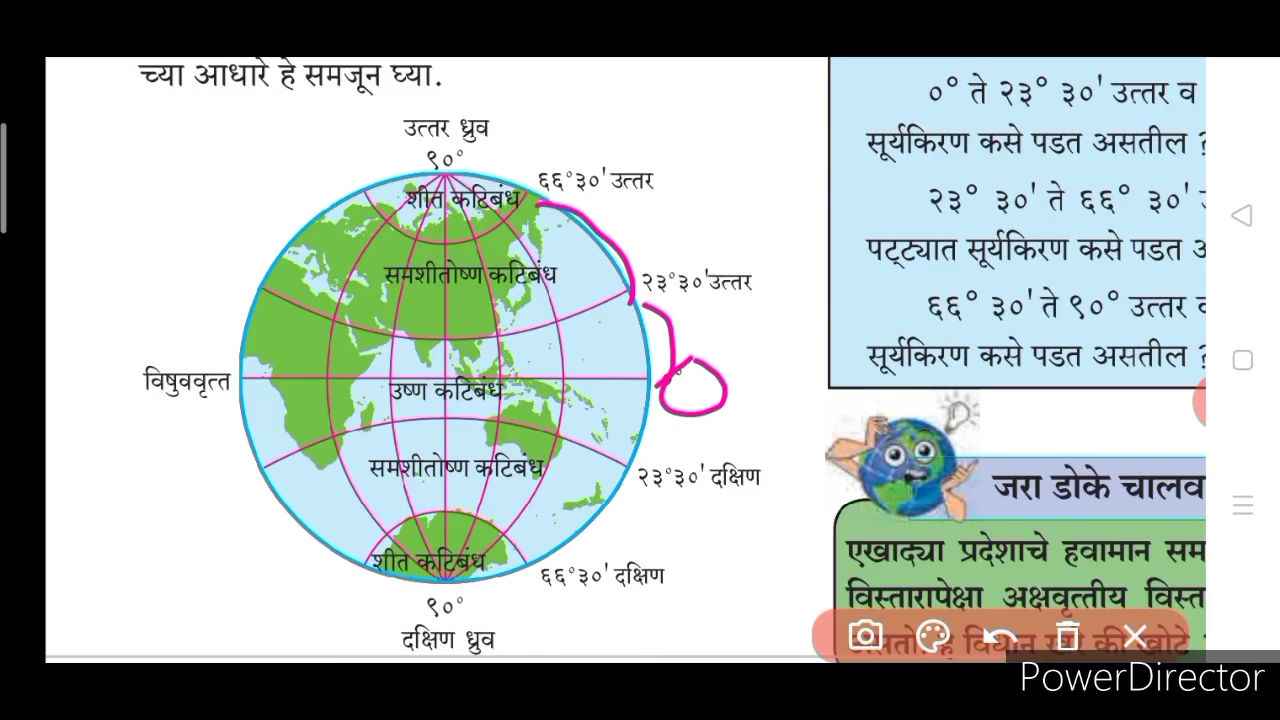 च्या आधारे हे समजून घ्या.
उत्तर ध्रुव
९०°
६६°३०' उत्तर
शीत कटिबंध
समशीतोष्ण कटिबंध
२३°३०'उत्तर
विषुववृत्त
उष्ण कटिबंध
समशीतोष्ण कटिबंध
२३°३०' दक्षिण
शीत कटिबंध
६६°३०' दक्षिण
९०°
दक्षिण ध्रुव
०° ते २३° ३०' उत्तर व
सूर्यकिरण कसे पडत असतील ?
२३° ३०' ते ६६° ३०'
पट्ट्यात सूर्यकिरण कसे पडत
६६° ३०' ते ९०° उत्तर
सूर्यकिरण कसे पडत असतील ?
जरा डोके चालव
एखाद्या प्रदेशाचे हवामान सम
विस्तारापेक्षा अक्षवृत्तीय विस्त
हे विधान खरे की खोटे
PowerDirector